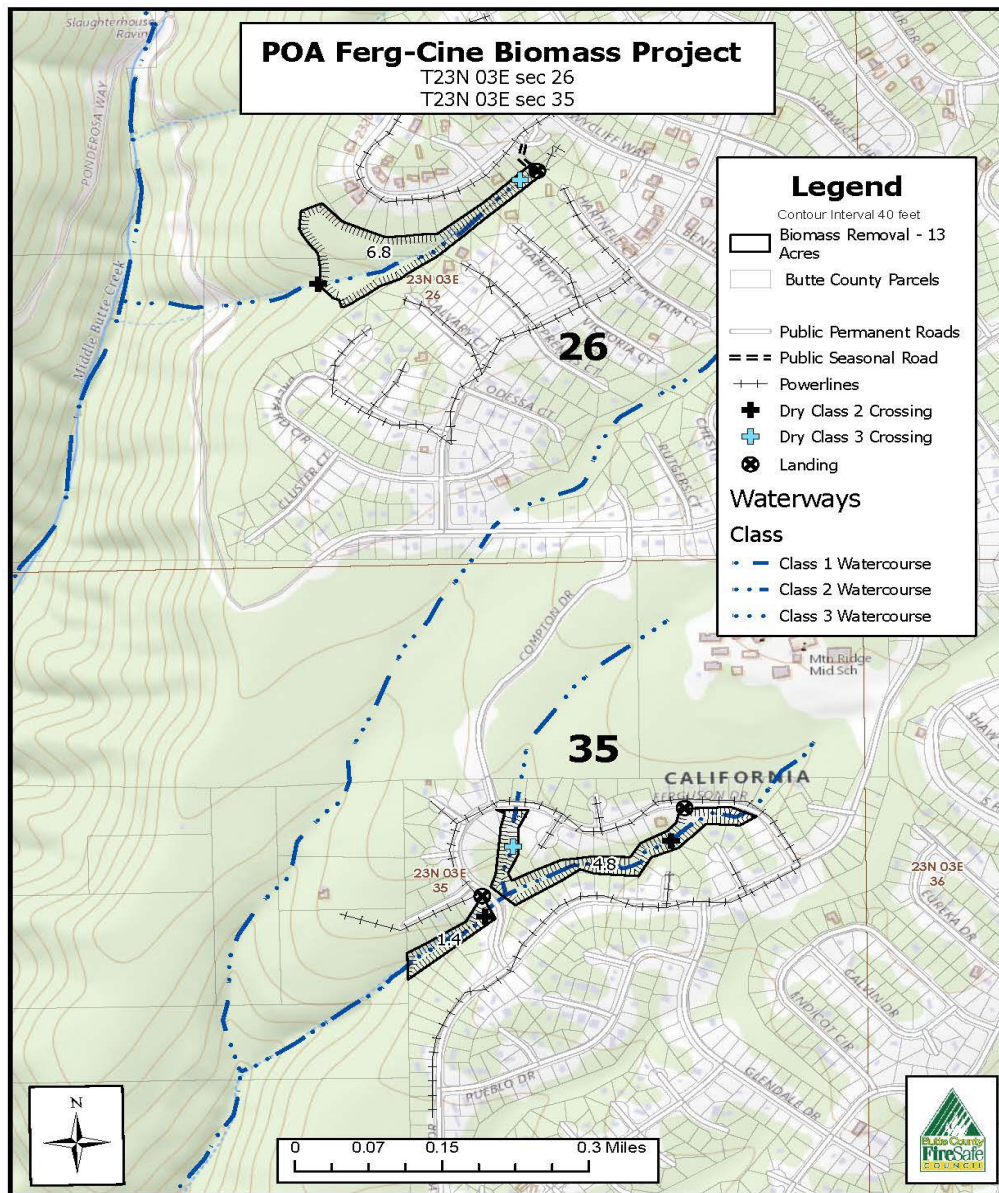 Slaughterhouse
POA Ferg-Cine Biomass Project
T23N 03E sec 26
T23N 03E sec 35
PONDEROSA WAY
Middle Butte Creek
6.8
23N 03E
26
26
ODESSA CT
CLUSTER CT
VICTORIA CT
RUTGERS CT
COMPTON DR
Mtn Ridge
Mid Sch
35
CALIFORNIA
FERGUSON DR
4.8
23N 03E
35
1.4
23N 03E
36
EUREKA DR
CALVIN DR
ENDICOT CIR
GLENDALE DR
PUEBLO DR
Legend
Contour Interval 40 feet
Biomass Removal - 13
Acres
Butte County Parcels
Public Permanent Roads
Public Seasonal Road
Powerlines
Dry Class 2 Crossing
Dry Class 3 Crossing
Landing
Waterways
Class
Class 1 Watercourse
Class 2 Watercourse
Class 3 Watercourse
N
0 0.07 0.15 0.3 Miles
Butte County
FireSafe
COUNCIL